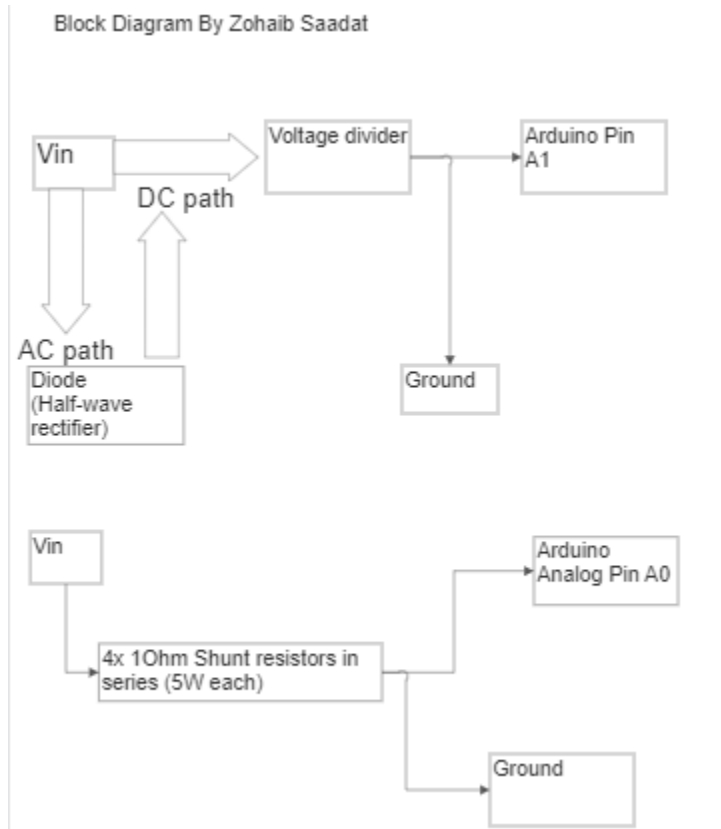 Block Diagram By Zohaib Saadat
Vin
Voltage divider
Arduino Pin
A1
DC path
AC path
Diode
(Half-wave
rectifier)
Ground
Vin
Arduino
Analog Pin A0
4x 1Ohm Shunt resistors in
series (5W each)
Ground